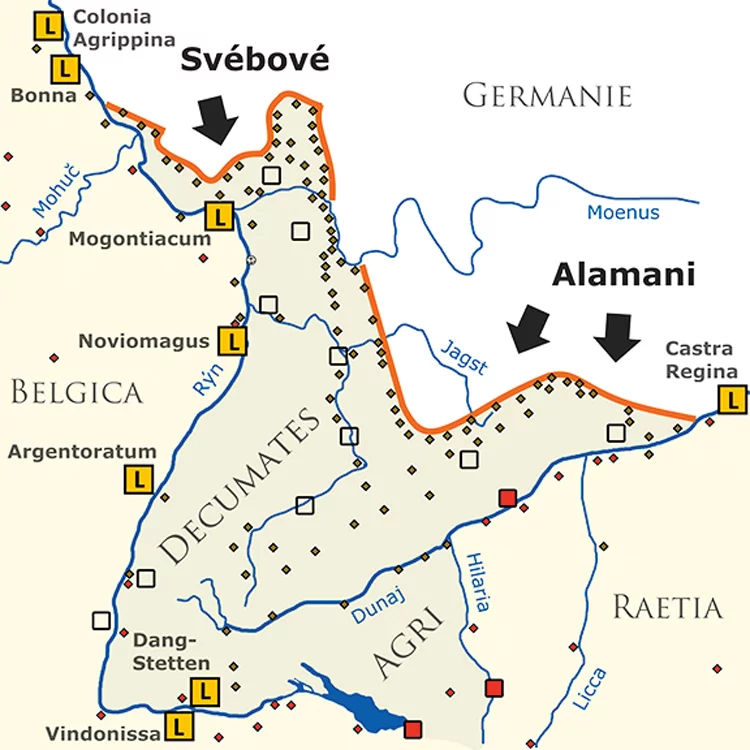 Colonia
Agrippina
L
L
Bonna
Svébové
GERMANIE
Mohuč
L
Mogontiacum
Moenus
Alamani
Noviomagus
L
Rýn
Jagst
Castra
Regina
L
BELGICA
Argentoratum
L
DECUMATES
Dunaj
Hilaria
AGRI
RAETIA
Licca
Dang-
Stetten
L
Vindonissa
L